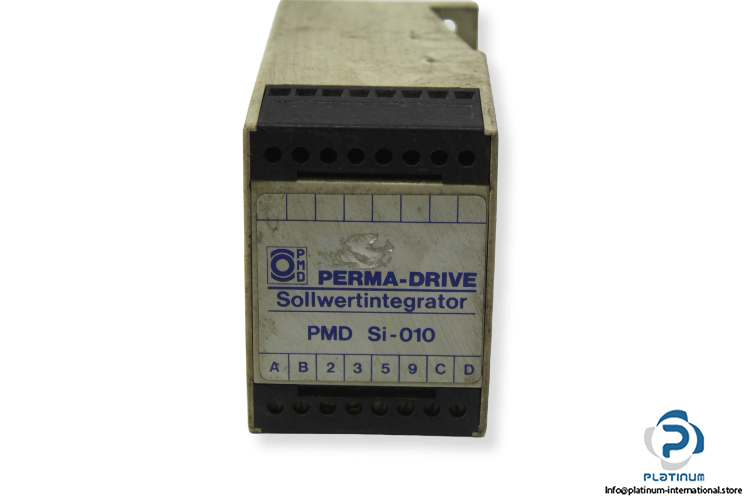 PMD PERMA-DRIVE
Sollwertintegrator
PMD Si-010
A B 2 3 5 9 C D
PLATINUM
Info@platinum-international.store